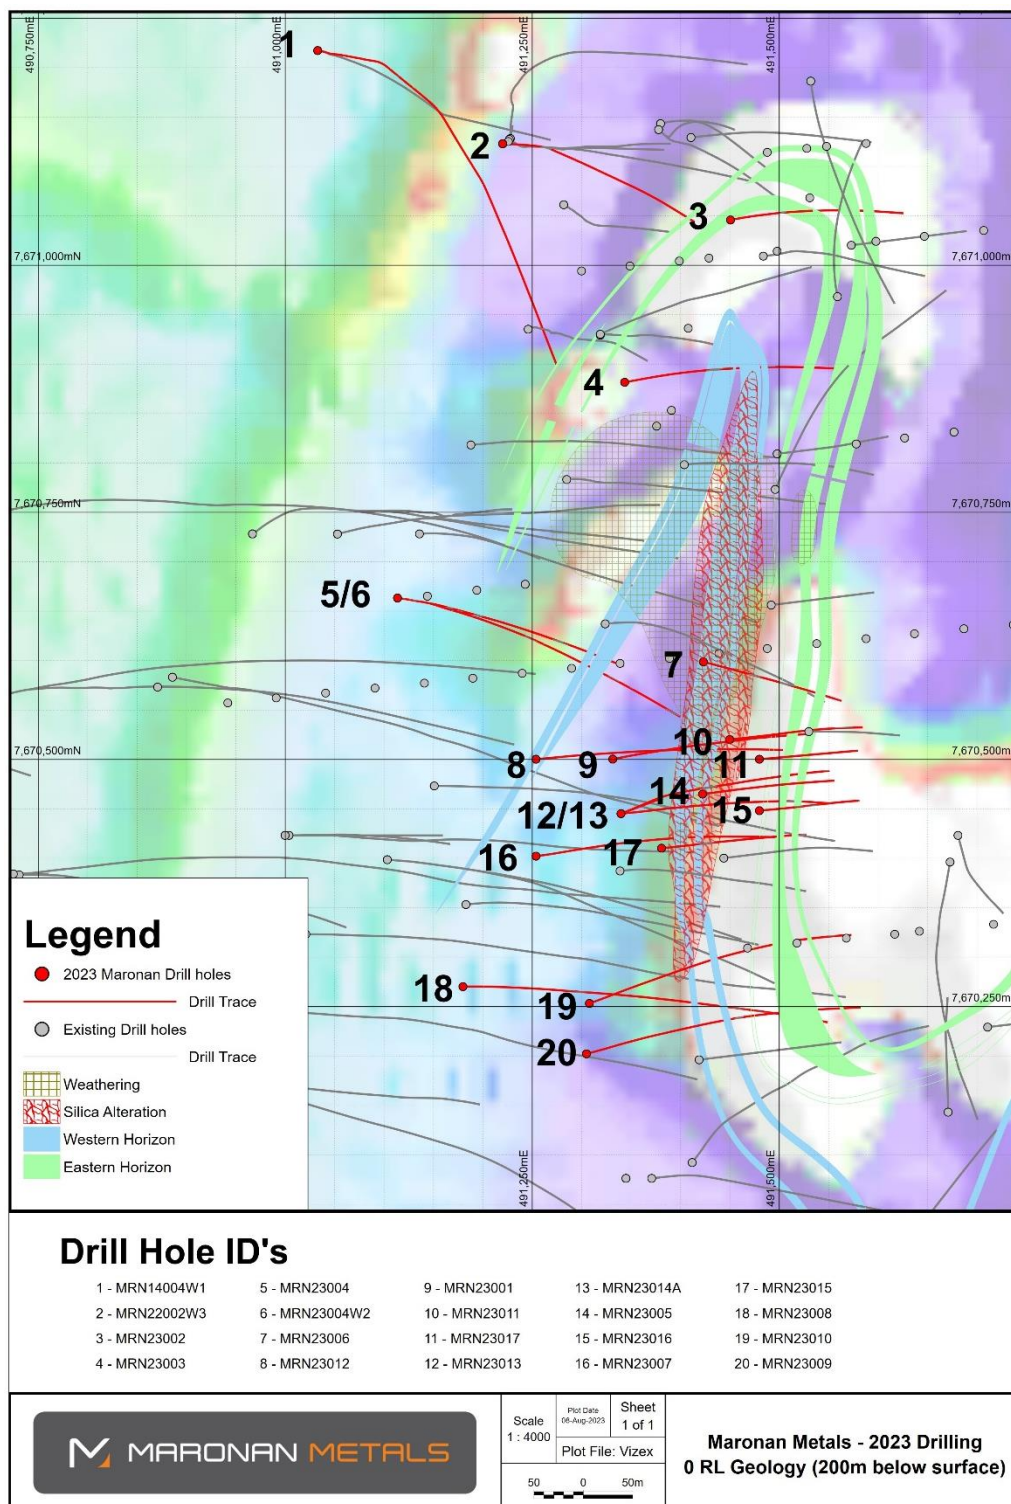 490,750mE
491,000mE
491,250mE
491,500mE
1
2
3
7,671,000mN
7,671,000m
4
7,670,750mN
7,670,750m
5/6
7
10
7,670,500mN
8
9
11
7,670,500m
14
12/13
15
16
17
18
19
7,670,250m
20
491,250mE
491,500mE
Legend
2023 Maronan Drill holes
Drill Trace
Existing Drill holes
Drill Trace
Weathering
Silica Alteration
Western Horizon
Eastern Horizon
Drill Hole ID's
1 - MRN14004W1
2 - MRN22002W3
3 - MRN23002
4 - MRN23003
5 - MRN23004
6 - MRN23004W2
7 - MRN23006
8 - MRN23012
9 - MRN23001
10 - MRN23011
11 - MRN23017
12 - MRN23013
13 - MRN23014A
14 - MRN23005
15 - MRN23016
16 - MRN23007
17 - MRN23015
18 - MRN23008
19 - MRN23010
20 - MRN23009
MARONAN METALS
Scale
1 : 4000
Plot Date
08-Aug-2023
Sheet
1 of 1
Plot File: Vizex
50 0 50m
Maronan Metals - 2023 Drilling
0 RL Geology (200m below surface)